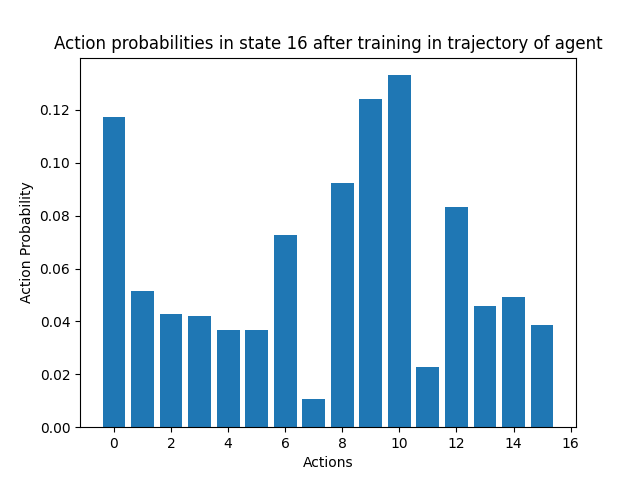 Action probabilities in state 16 after training in trajectory of agent
0.12
0.10
0.08
0.06
0.04
0.02
0.00
Action Probability
0 2 4 6 8 10 12 14 16
Actions